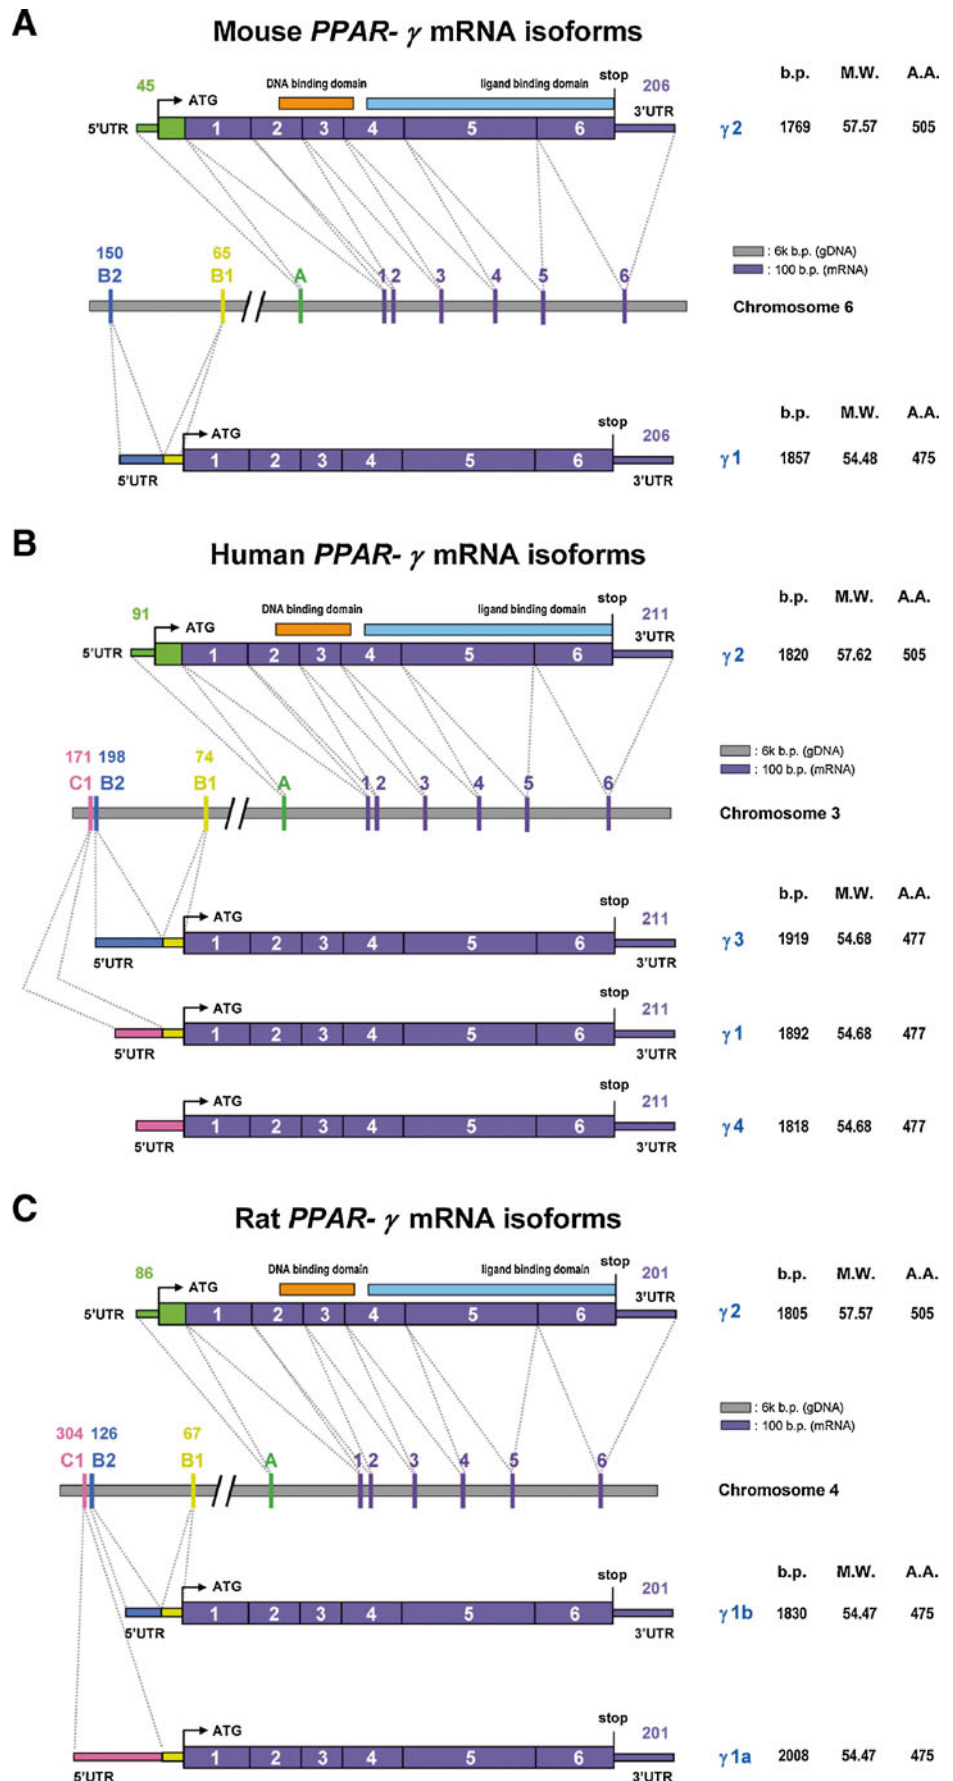 A
Mouse PPAR- γ mRNA isoforms
b.p. M.W. A.A.
45 ATG DNA binding domain ligand binding domain stop 206
3'UTR
5'UTR 1 2 3 4 5 6 γ2 1769 57.57 505
150 65 : 6k b.p. (gDNA)
B2 B1 A 1 2 3 4 5 6 : 100 b.p. (mRNA)
Chromosome 6
b.p. M.W. A.A.
ATG stop 206
1 2 3 4 5 6 γ1 1857 54.48 475
5'UTR 3'UTR
B
Human PPAR- γ mRNA isoforms
b.p. M.W. A.A.
91 ATG DNA binding domain ligand binding domain stop 211
3'UTR
5'UTR 1 2 3 4 5 6 γ2 1820 57.62 505
171 198 74 : 6k b.p. (gDNA)
C1 B2 B1 A 1 2 3 4 5 6 : 100 b.p. (mRNA)
Chromosome 3
b.p. M.W. A.A.
ATG stop 211
1 2 3 4 5 6 γ3 1919 54.68 477
5'UTR 3'UTR
ATG stop 211
1 2 3 4 5 6 γ1 1892 54.68 477
5'UTR 3'UTR
ATG stop 211
1 2 3 4 5 6 γ4 1818 54.68 477
5'UTR 3'UTR
C
Rat PPAR- γ mRNA isoforms
b.p. M.W. A.A.
86 ATG DNA binding domain ligand binding domain stop 201
3'UTR
5'UTR 1 2 3 4 5 6 γ2 1805 57.57 505
304 126 67 : 6k b.p. (gDNA)
C1 B2 B1 A 1 2 3 4 5 6 : 100 b.p. (mRNA)
Chromosome 4
b.p. M.W. A.A.
ATG stop 201
1 2 3 4 5 6 γ1b 1830 54.47 475
5'UTR 3'UTR
ATG stop 201
1 2 3 4 5 6 γ1a 2008 54.47 475
5'UTR 3'UTR